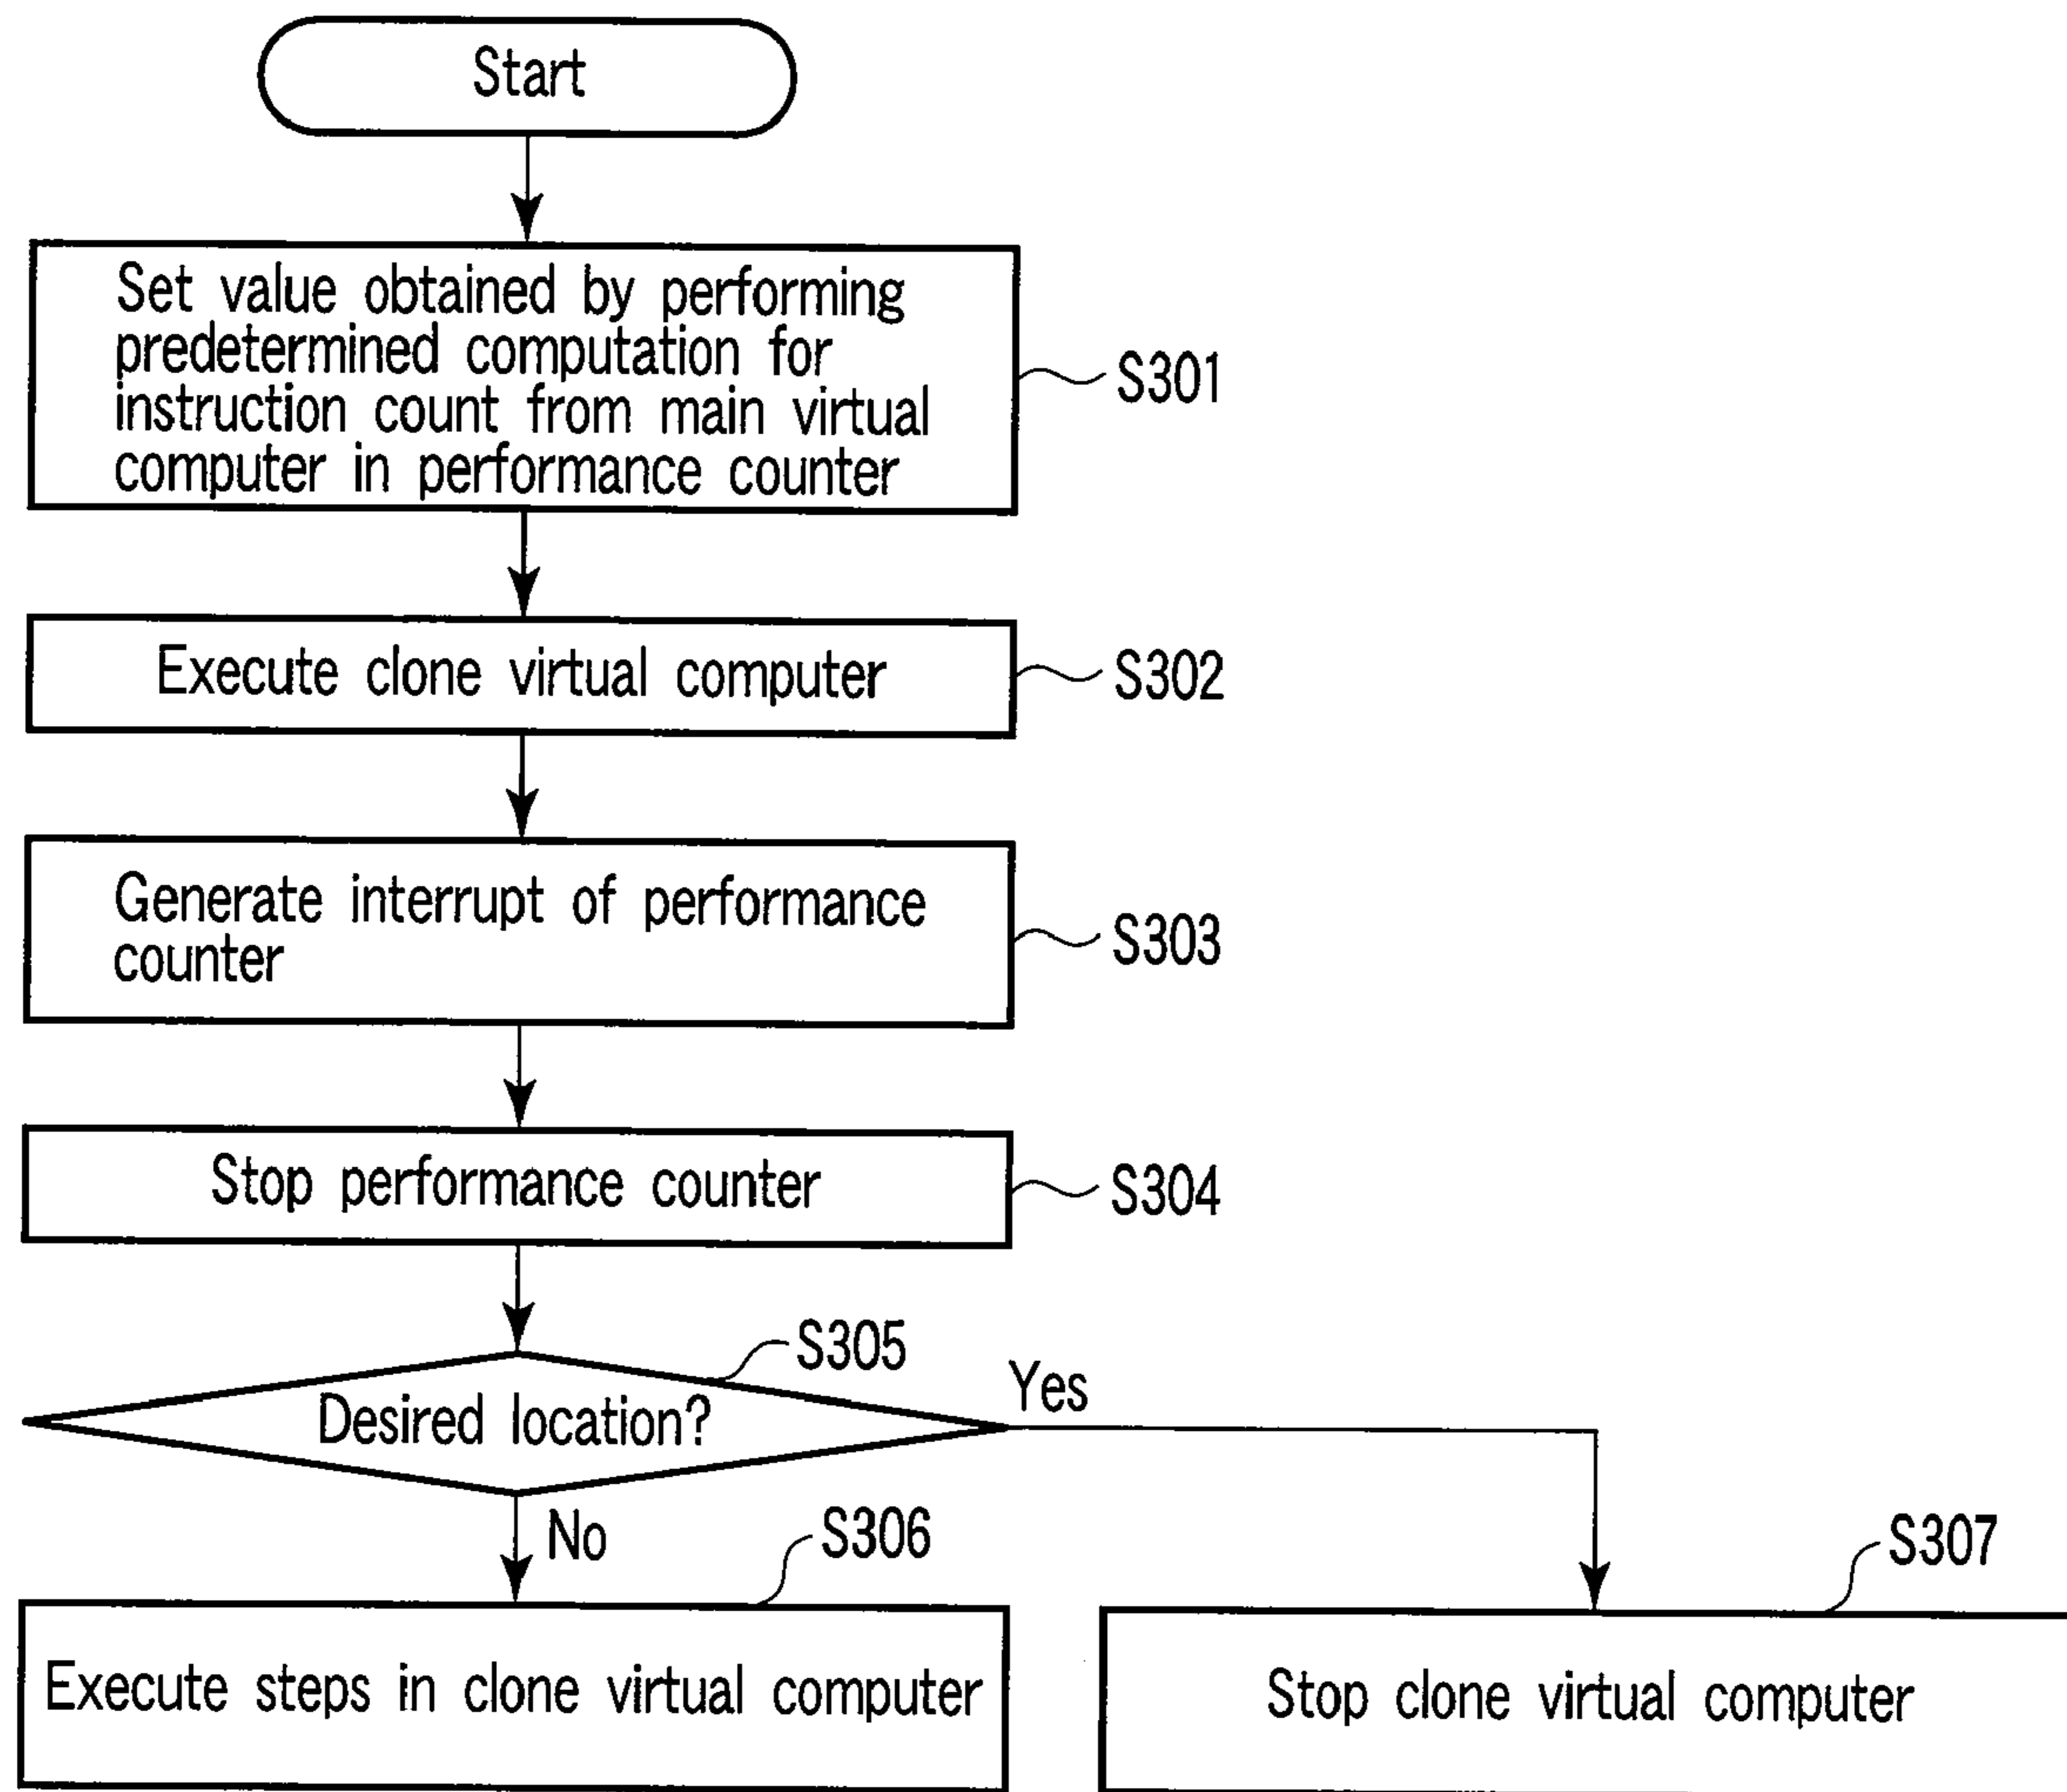 Start
Set value obtained by performing
predetermined computation for
instruction count from main virtual
computer in performance counter
S301
Execute clone virtual computer
S302
Generate interrupt of performance
counter
S303
Stop performance counter
S304
S305
Desired location?
Yes
No
S306
S307
Execute steps in clone virtual computer
Stop clone virtual computer